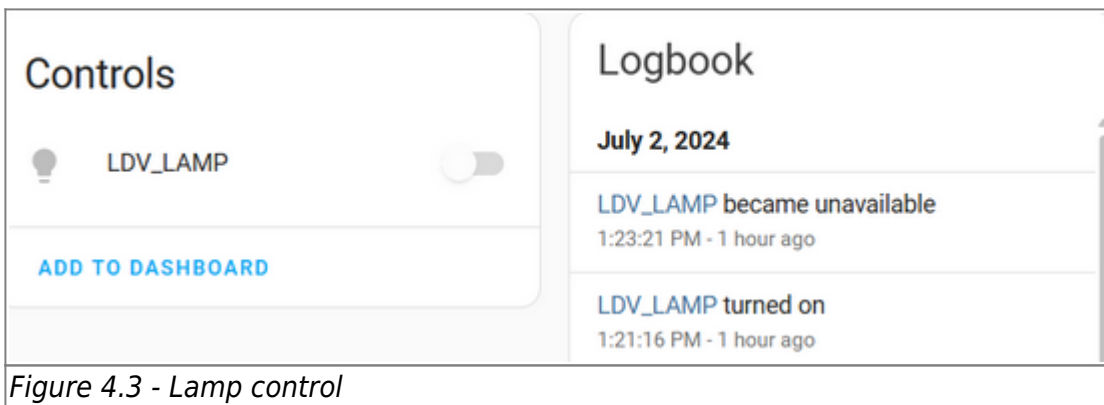 Controls
LDV_LAMP
ADD TO DASHBOARD
Logbook
July 2, 2024
LDV_LAMP became unavailable
1:23:21 PM - 1 hour ago
LDV_LAMP turned on
1:21:16 PM - 1 hour ago
Figure 4.3 - Lamp control